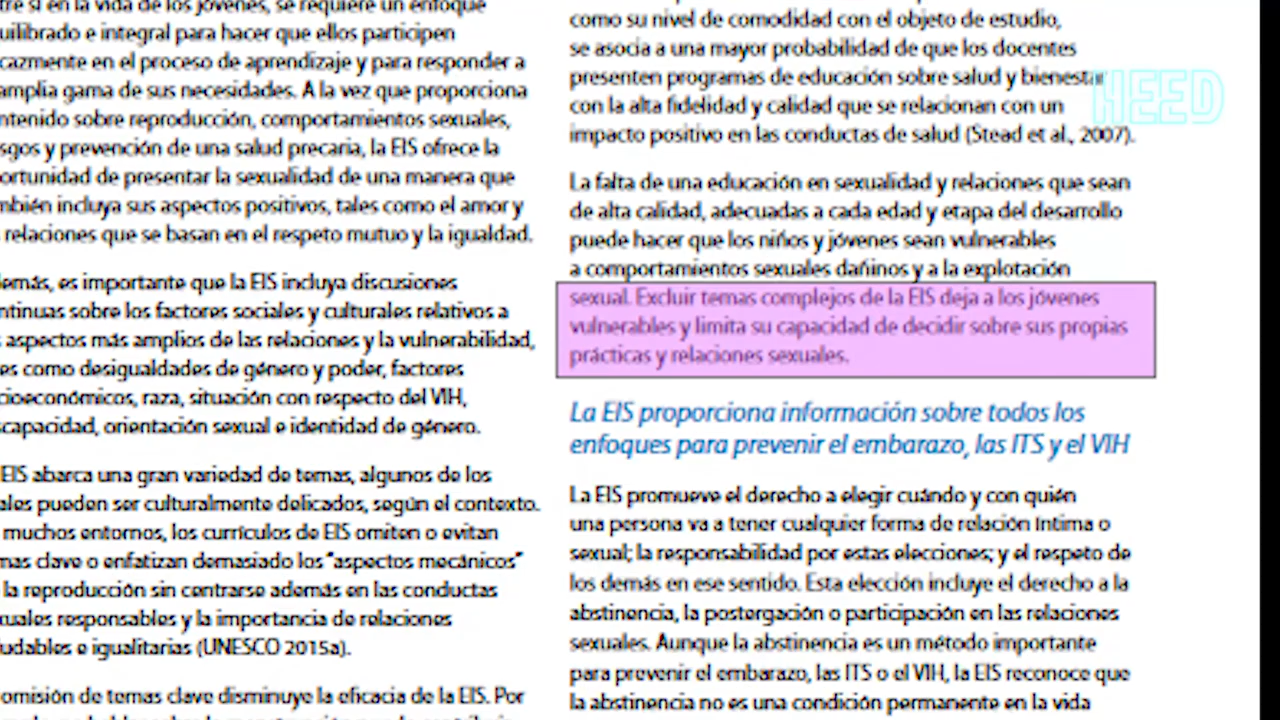 tre sí en la vida de los jóvenes, se requiere un enfoque
uilibrado e integral para hacer que ellos participen
cazmente en el proceso de aprendizaje y para responder a
amplia gama de sus necesidades. A la vez que proporciona
ntenido sobre reproducción, comportamientos sexuales,
sgos y prevención de una salud precaria, la EIS ofrece la
ortunidad de presentar la sexualidad de una manera que
mbién incluya sus aspectos positivos, tales como el amor y
relaciones que se basan en el respeto mutuo y la igualdad.
emás, es importante que la EIS incluya discusiones
ntinuas sobre los factores sociales y culturales relativos a
aspectos más amplios de las relaciones y la vulnerabilidad,
es como desigualdades de género y poder, factores
cioeconómicos, raza, situación con respecto del VIH,
scapacidad, orientación sexual e identidad de género.
EIS abarca una gran variedad de temas, algunos de los
ales pueden ser culturalmente delicados, según el contexto.
muchos entornos, los currículos de EIS omiten o evitan
mas clave o enfatizan demasiado los "aspectos mecánicos"
la reproducción sin centrarse además en las conductas
xuales responsables y la importancia de relaciones
udables e igualitarias (UNESCO 2015a).
omisión de temas clave disminuye la eficacia de la EIS. Por
como su nivel de comodidad con el objeto de estudio,
se asocia a una mayor probabilidad de que los docentes
presenten programas de educación sobre salud y bienestar
con la alta fidelidad y calidad que se relacionan con un
impacto positivo en las conductas de salud (Stead et al., 2007).
La falta de una educación en sexualidad y relaciones que sean
de alta calidad, adecuadas a cada edad y etapa del desarrollo
puede hacer que los niños y jóvenes sean vulnerables
a comportamientos sexuales dañinos y a la explotación
sexual. Excluir temas complejos de la EIS deja a los jóvenes
vulnerables y limita su capacidad de decidir sobre sus propias
prácticas y relaciones sexuales.
La EIS proporciona información sobre todos los
enfoques para prevenir el embarazo, las ITS y el VIH
La EIS promueve el derecho a elegir cuándo y con quién
una persona va a tener cualquier forma de relación íntima o
sexual; la responsabilidad por estas elecciones; y el respeto de
los demás en ese sentido. Esta elección incluye el derecho a la
abstinencia, la postergación o participación en las relaciones
sexuales. Aunque la abstinencia es un método importante
para prevenir el embarazo, las ITS o el VIH, la EIS reconoce que
la abstinencia no es una condición permanente en la vida
HEED